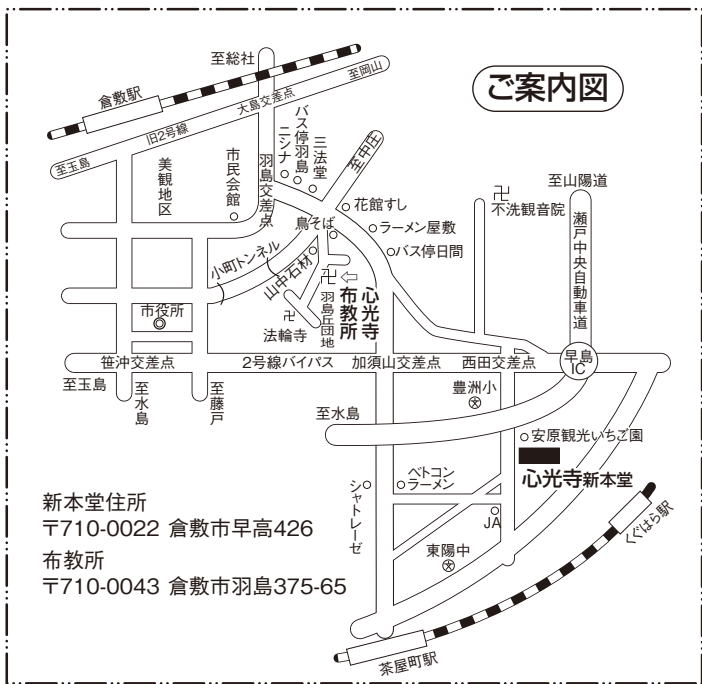 ご案内図
至総社
至岡山
倉敷駅
大島交差点
旧2号線
至玉島
美観地区
市民会館
羽島交差点
ニシナ
バス停羽島
三法堂
至中庄
花館すし
ラーメン屋敷
バス停日間
鳥そば
小町トンネル
山中石材
卍
⇦
心光寺
布教所
羽島丘団地
卍
法輪寺
市役所
卍
不洗観音院
至山陽道
瀬戸中央自動車道
笹沖交差点
2号線バイパス
加須山交差点
西田交差点
早島
IC
至玉島
至水島
至藤戸
豊洲小
文
至水島
安原観光いちご園
心光寺新本堂
シャトレーゼ
ベトコン
ラーメン
JA
東陽中
文
くぐはら駅
茶屋町駅
新本堂住所
〒710-0022 倉敷市早高426
布教所
〒710-0043 倉敷市羽島375-65